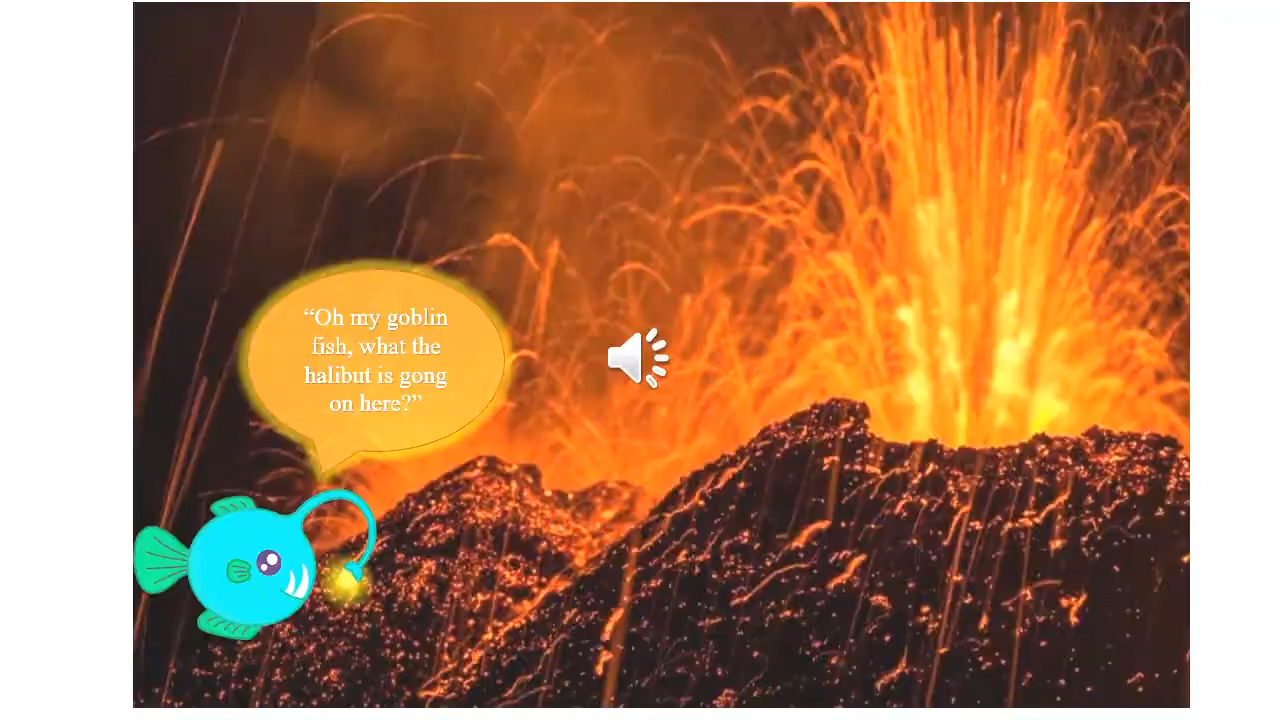 “Oh my goblin
fish, what the
halibut is gong
on here?”